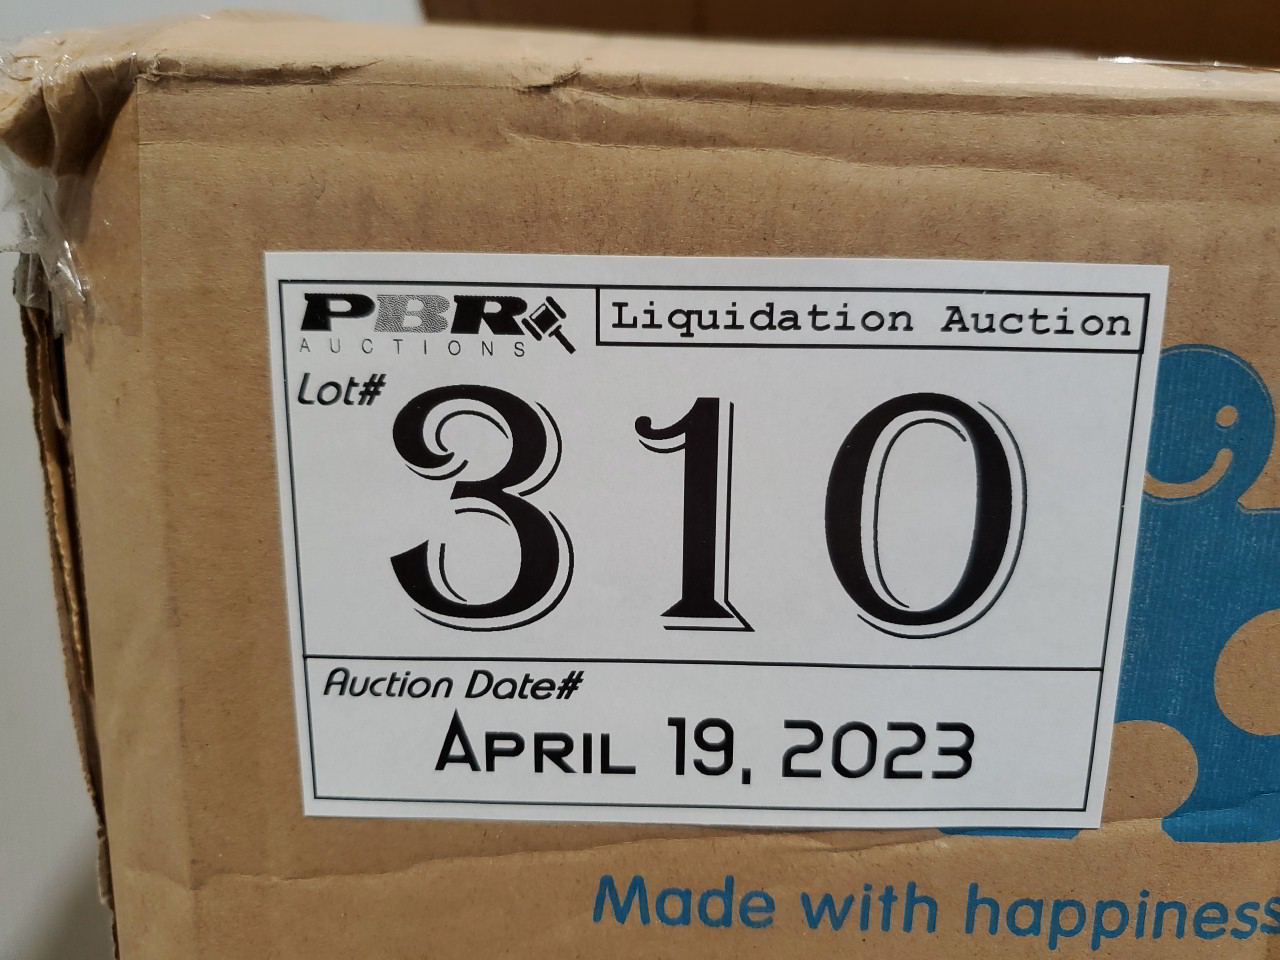 PBR
AUCTIONS
Liquidation Auction
Lot#
310
Auction Date#
April 19, 2023
Made with happiness